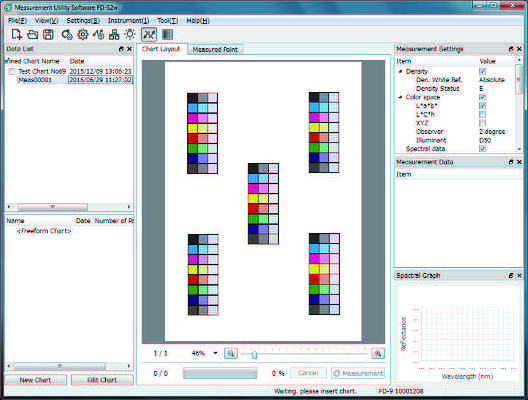 Measurement Utility Software FD-S2w
File(F) View(V) Settings(S) Instrument(I) Tool(T) Help(H)
Data List
efined Chart Name Date
Test Chart No69 2015/12/09 13:06:23
Meas00001 2016/06/29 11:27:02
Name Date Number of Pa
<Freeform Chart>
New Chart Edit Chart
Chart Layout Measured Point
1 / 1 46%
0 / 0 0 % Cancel Measurement
Measurement Settings
Item Value
Density
Den. White Ref. Absolute
Density Status E
Color space
L*a*b*
L*C*h
XYZ
Observer 2 degree
Illuminant D50
Spectral data
Measurement Data
Item
Spectral Graph
Reflectance
Wavelength (nm)
Waiting. please insert chart. FD-9 10001208